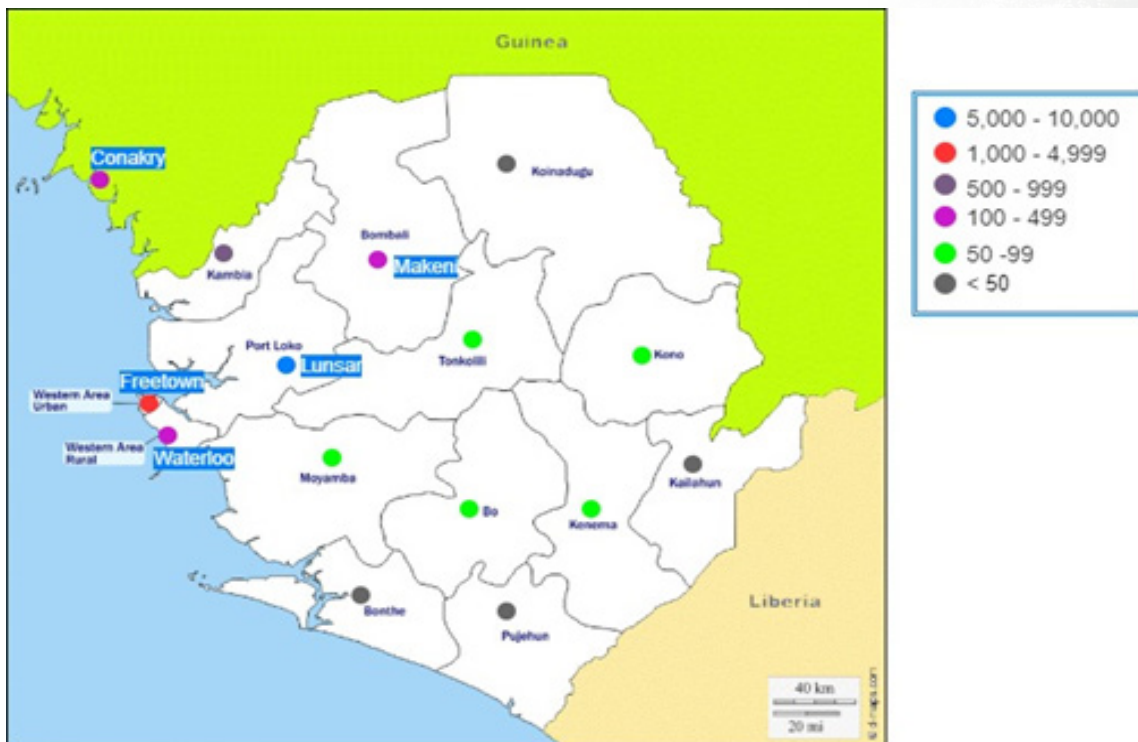 Guinea
Conakry
Koinadugu
Bombali
Kambia
Makeni
Port Loko
Tonkolili
Kono
Lunsar
Freetown
Western Area
Urban
Western Area
Rural
Waterloo
Moyamba
Kailahun
Bo
Kenema
Bonthe
Pujehun
Liberia
40 km
20 mi
© d-maps.com
5,000 - 10,000
1,000 - 4,999
500 - 999
100 - 499
50 -99
< 50